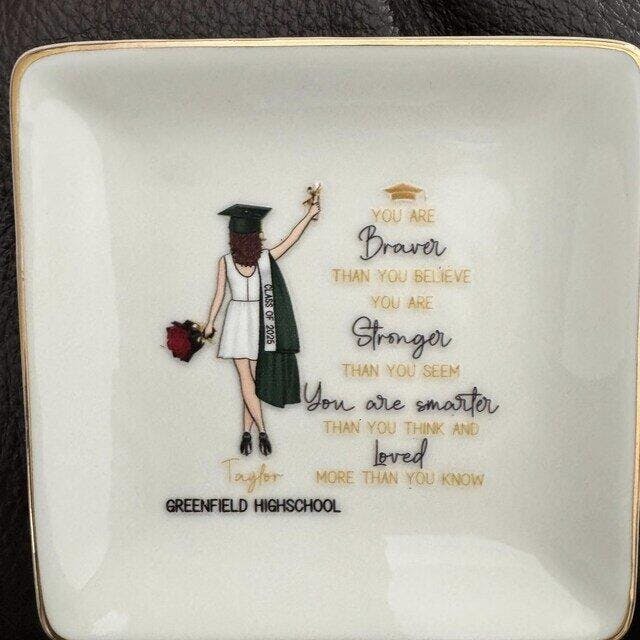 YOU ARE
Braver
THAN YOU BELIEVE
YOU ARE
Stronger
THAN YOU SEEM
You are smarter
THAN YOU THINK AND
Loved
MORE THAN YOU KNOW
CLASS OF 2025
Taylor
GREENFIELD HIGHSCHOOL